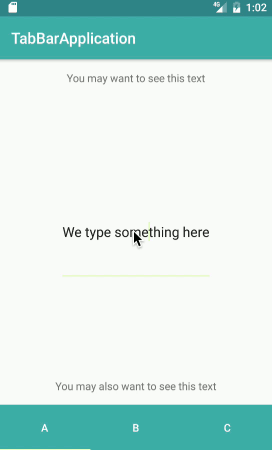 4G 1:02
TabBarApplication
You may want to see this text
We type something here
You may also want to see this text
A B C